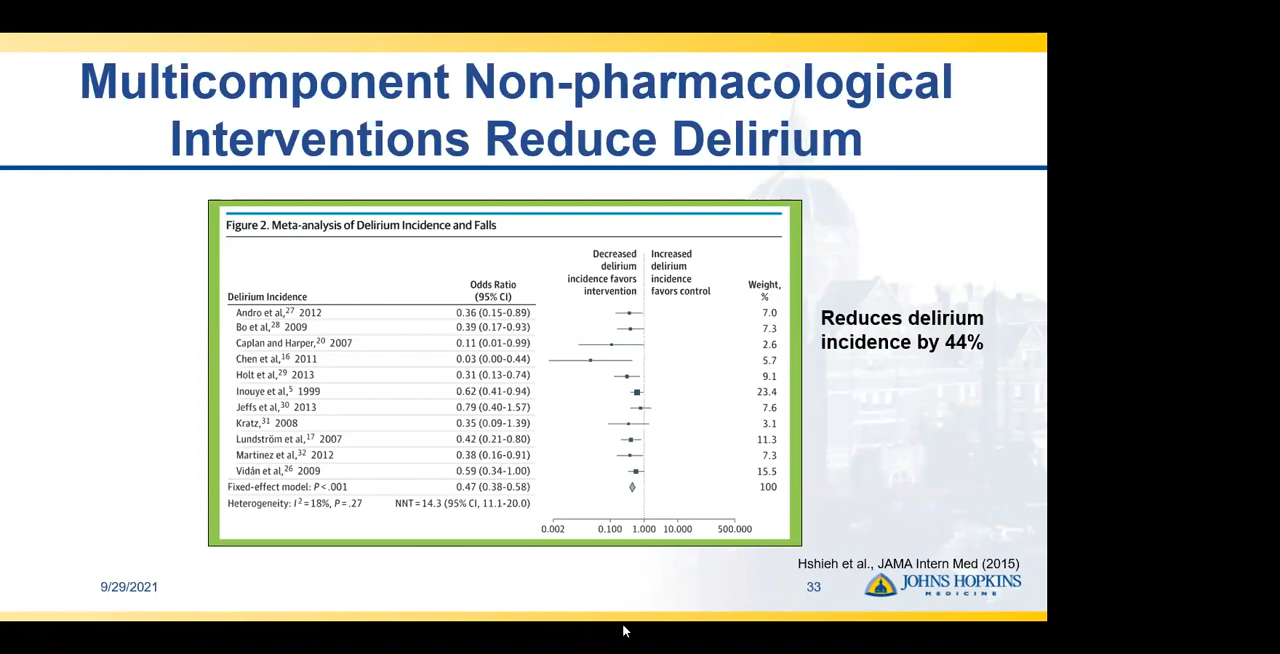 Multicomponent Non-pharmacological
Interventions Reduce Delirium
Figure 2. Meta-analysis of Delirium Incidence and Falls
Delirium Incidence
Odds Ratio
(95% CI)
Decreased
delirium
incidence favors
intervention
Increased
delirium
incidence
favors control
Weight,
%
Andro et al,27 2012 0.36 (0.15-0.89) 7.0
Bo et al,28 2009 0.39 (0.17-0.93) 7.3
Caplan and Harper,20 2007 0.11 (0.01-0.99) 2.6
Chen et al,16 2011 0.03 (0.00-0.44) 5.7
Holt et al,29 2013 0.31 (0.13-0.74) 9.1
Inouye et al,5 1999 0.62 (0.41-0.94) 23.4
Jeffs et al,30 2013 0.79 (0.40-1.57) 7.6
Kratz,31 2008 0.35 (0.09-1.39) 3.1
Lundström et al,17 2007 0.42 (0.21-0.80) 11.3
Martinez et al,32 2012 0.38 (0.16-0.91) 7.3
Vidán et al,26 2009 0.59 (0.34-1.00) 15.5
Fixed-effect model: P < .001 0.47 (0.38-0.58) 100
Heterogeneity: I2 = 18%, P = .27 NNT = 14.3 (95% CI, 11.1-20.0)
0.002 0.100 1.000 10.000 500.000
Reduces delirium
incidence by 44%
Hshieh et al., JAMA Intern Med (2015)
9/29/2021
33
JOHNS HOPKINS
MEDICINE